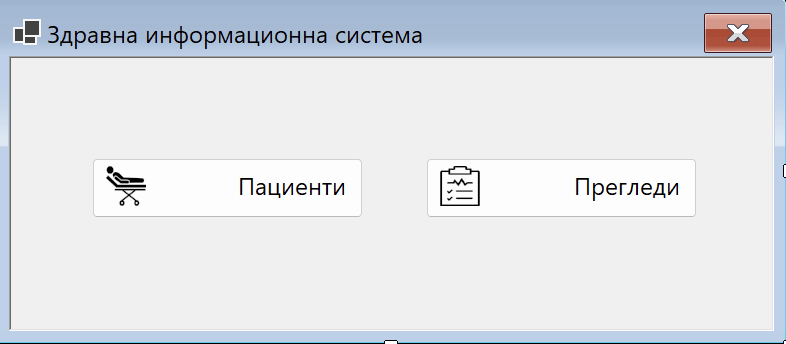 Здравна информационна система
Пациенти
Прегледи